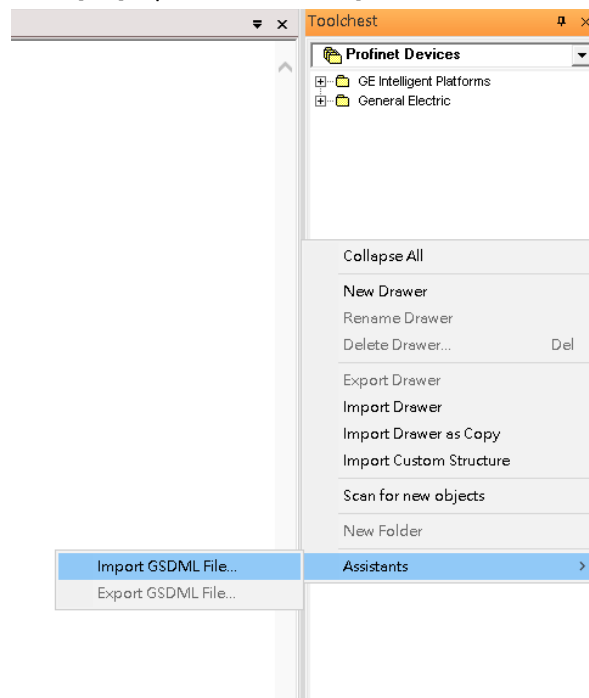 Toolchest
Profinet Devices
GE Intelligent Platforms
General Electric
Collapse All
New Drawer
Rename Drawer
Delete Drawer... Del
Export Drawer
Import Drawer
Import Drawer as Copy
Import Custom Structure
Scan for new objects
New Folder
Assistants
Import GSDML File...
Export GSDML File...